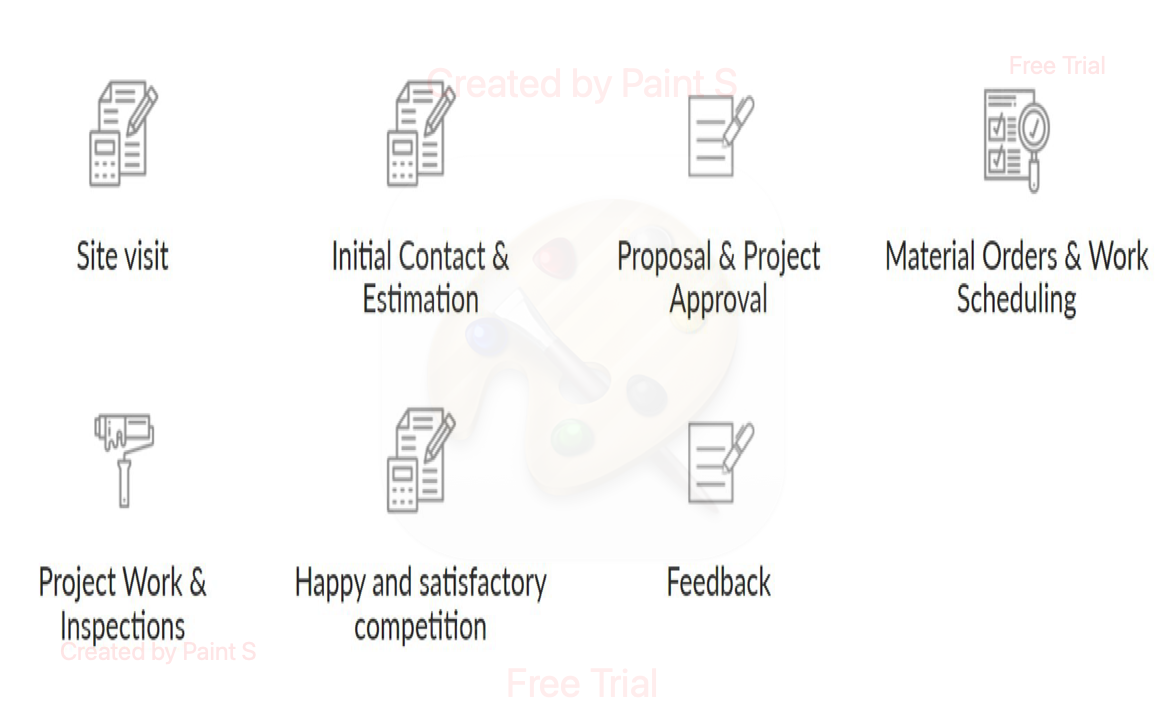 Free Trial
Created by Paint S
Site visit
Initial Contact &
Estimation
Proposal & Project
Approval
Material Orders & Work
Scheduling
Project Work &
Inspections
Happy and satisfactory
competition
Feedback
Created by Paint S
Free Trial